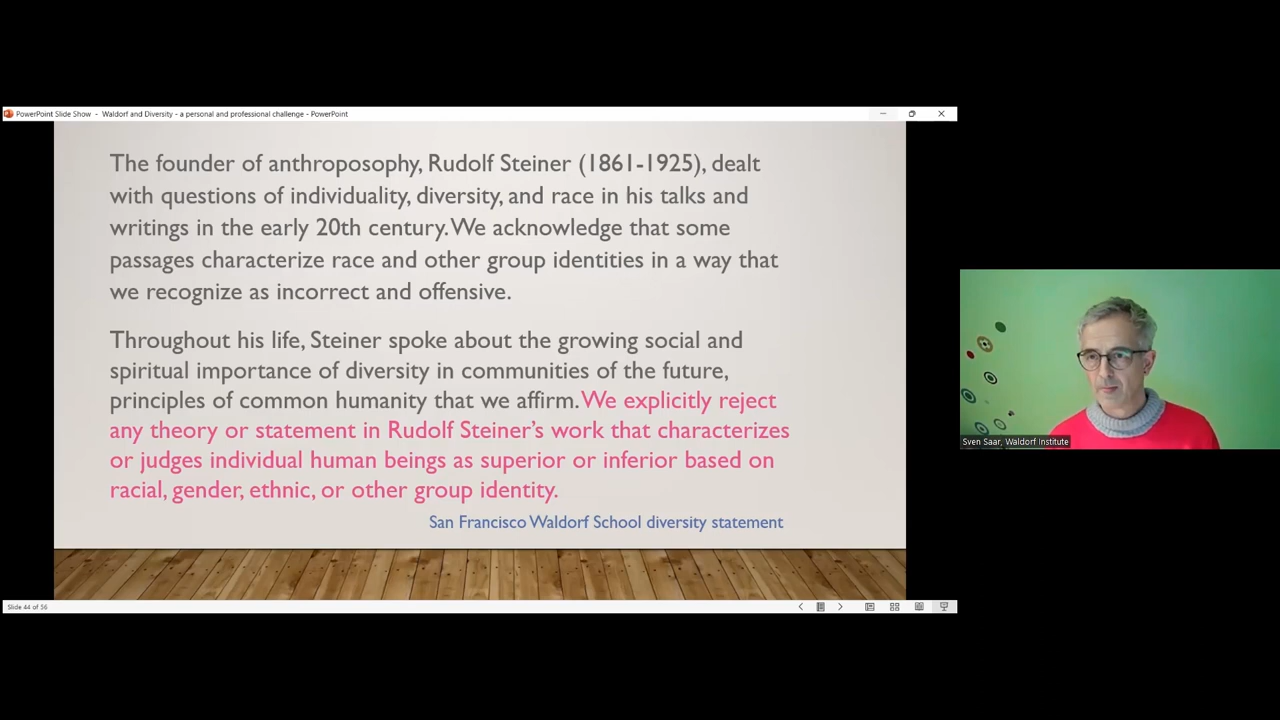 PowerPoint Slide Show - Waldorf and Diversity - a personal and professional challenge - PowerPoint
The founder of anthroposophy, Rudolf Steiner (1861-1925), dealt
with questions of individuality, diversity, and race in his talks and
writings in the early 20th century. We acknowledge that some
passages characterize race and other group identities in a way that
we recognize as incorrect and offensive.
Throughout his life, Steiner spoke about the growing social and
spiritual importance of diversity in communities of the future,
principles of common humanity that we affirm. We explicitly reject
any theory or statement in Rudolf Steiner's work that characterizes
or judges individual human beings as superior or inferior based on
racial, gender, ethnic, or other group identity.
San Francisco Waldorf School diversity statement
Slide 44 of 56
Sven Saar, Waldorf Institute